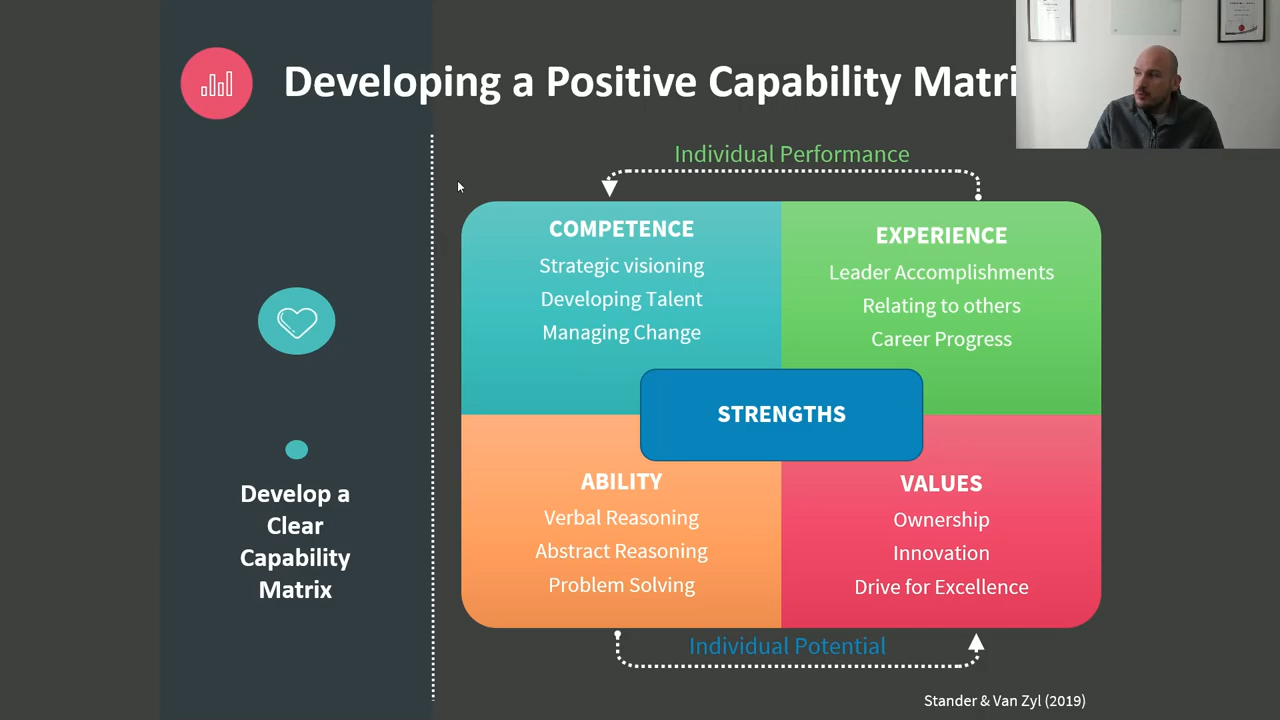 Developing a Positive Capability Matri
Individual Performance
COMPETENCE
Strategic visioning
Developing Talent
Managing Change
EXPERIENCE
Leader Accomplishments
Relating to others
Career Progress
STRENGTHS
ABILITY
Verbal Reasoning
Abstract Reasoning
Problem Solving
VALUES
Ownership
Innovation
Drive for Excellence
Individual Potential
Develop a
Clear
Capability
Matrix
Stander & Van Zyl (2019)